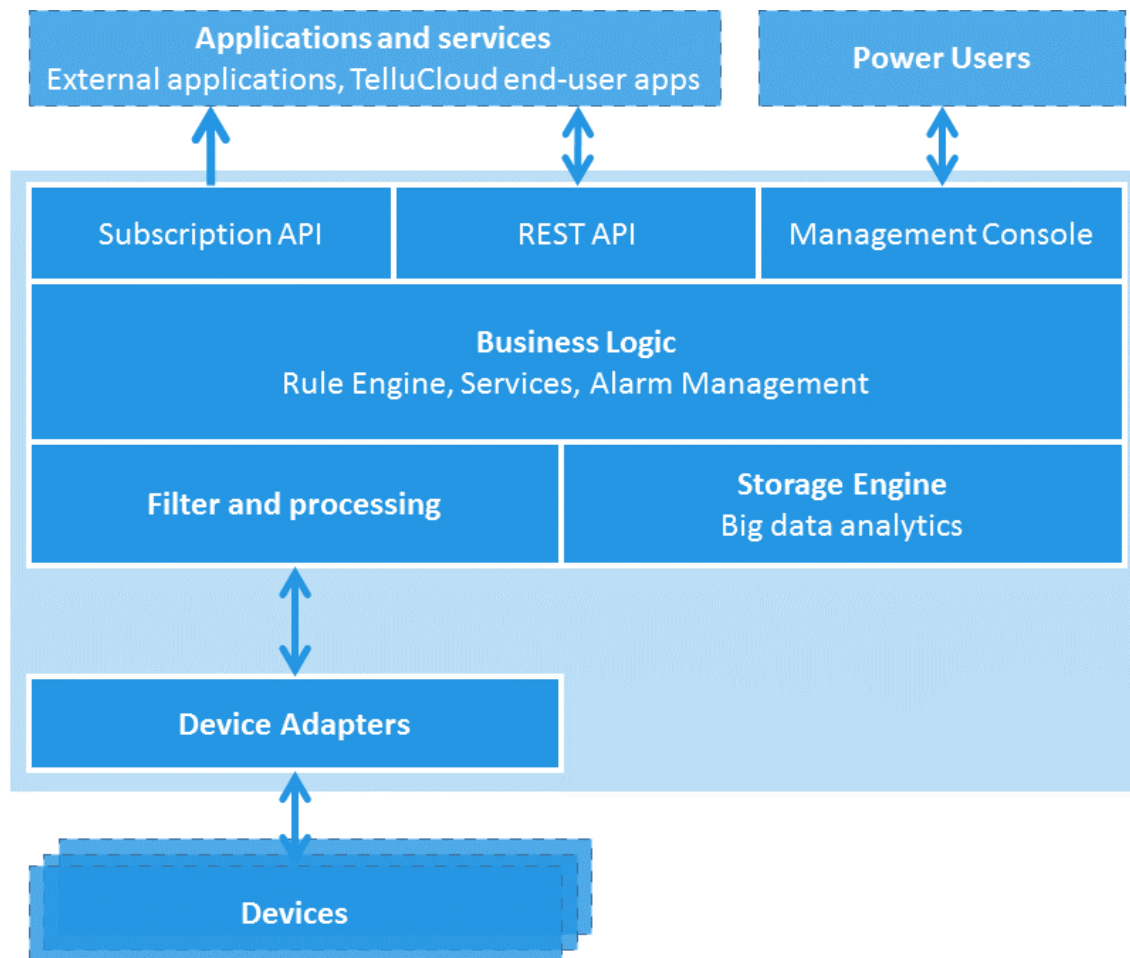 Applications and services
External applications, TelluCloud end-user apps
Power Users
Subscription API
REST API
Management Console
Business Logic
Rule Engine, Services, Alarm Management
Filter and processing
Storage Engine
Big data analytics
Device Adapters
Devices